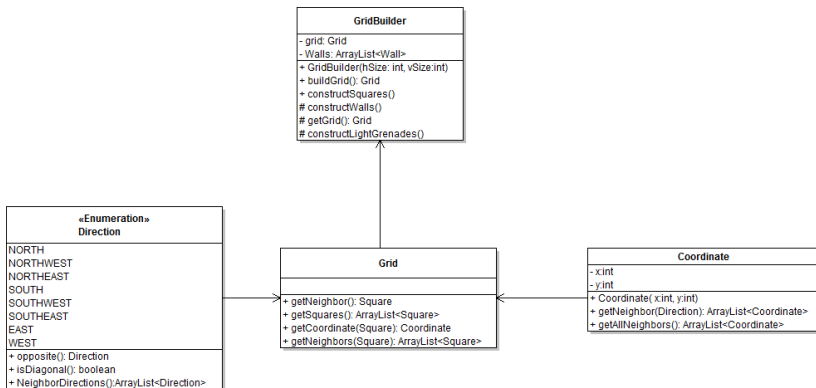 GridBuilder
- grid: Grid
- Walls: ArrayList<Wall>
+ GridBuilder(hSize: int, vSize:int)
+ buildGrid(): Grid
+ constructSquares()
# constructWalls()
# getGrid(): Grid
# constructLightGrenades()
«Enumeration»
Direction
NORTH
NORTHWEST
NORTHEAST
SOUTH
SOUTHWEST
SOUTHEAST
EAST
WEST
+ opposite(): Direction
+ isDiagonal(): boolean
+ NeighborDirections():ArrayList<Direction>
Grid
+ getNeighbor(): Square
+ getSquares(): ArrayList<Square>
+ getCoordinate(Square): Coordinate
+ getNeighbors(Square): ArrayList<Square>
Coordinate
- x:int
- y:int
+ Coordinate( x:int, y:int)
+ getNeighbor(Direction): ArrayList<Coordinate>
+ getAllNeighbors(): ArrayList<Coordinate>